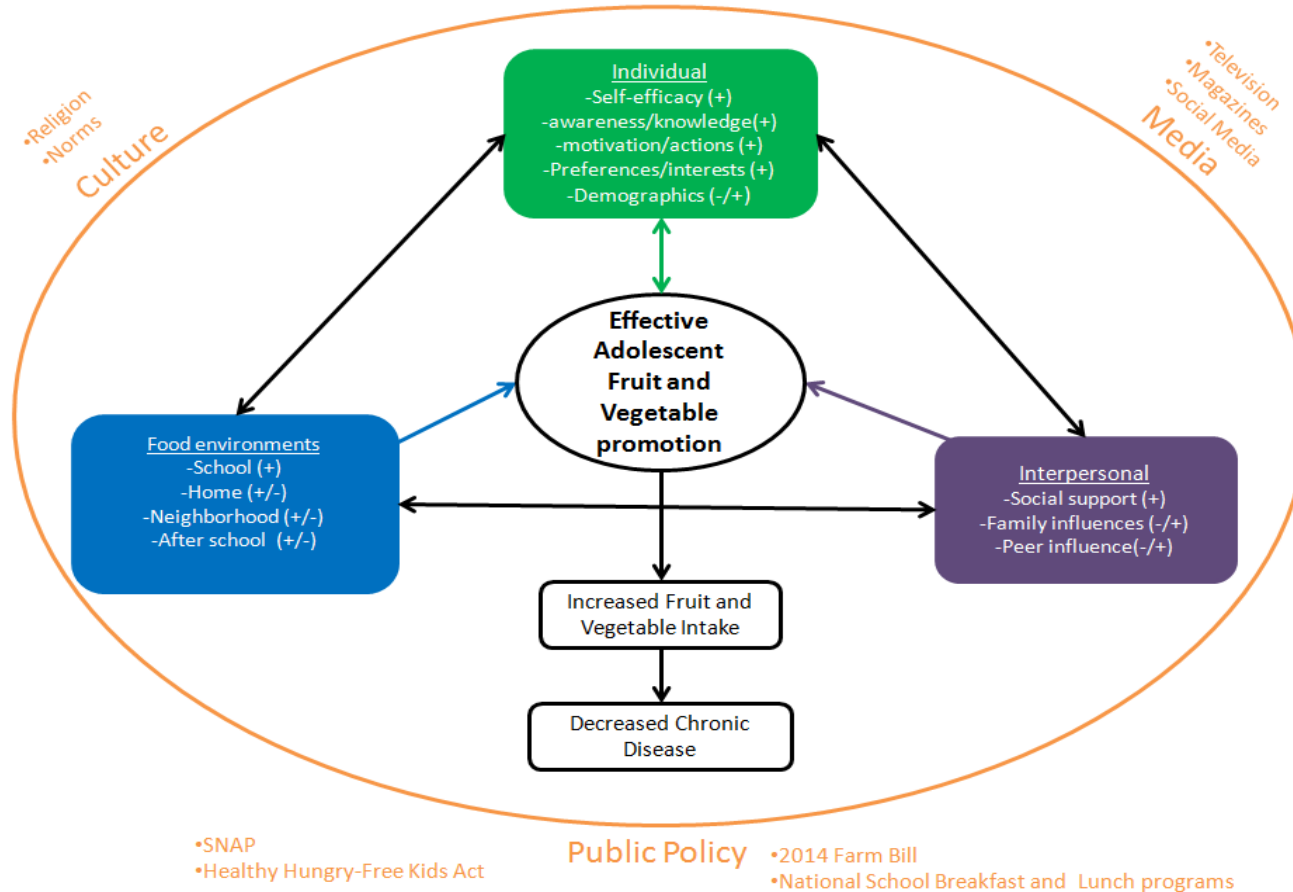 •Religion
•Norms
Culture
•Television
•Magazines
•Social Media
Media
Individual
-Self-efficacy (+)
-awareness/knowledge(+)
-motivation/actions (+)
-Preferences/interests (+)
-Demographics (-/+)
Effective
Adolescent
Fruit and
Vegetable
promotion
Food environments
-School (+)
-Home (+/-)
-Neighborhood (+/-)
-After school  (+/-)
Interpersonal
-Social support (+)
-Family influences (-/+)
-Peer influence(-/+)
Increased Fruit and
Vegetable Intake
Decreased Chronic
Disease
•SNAP
•Healthy Hungry-Free Kids Act
Public Policy
•2014 Farm Bill
•National School Breakfast and  Lunch programs